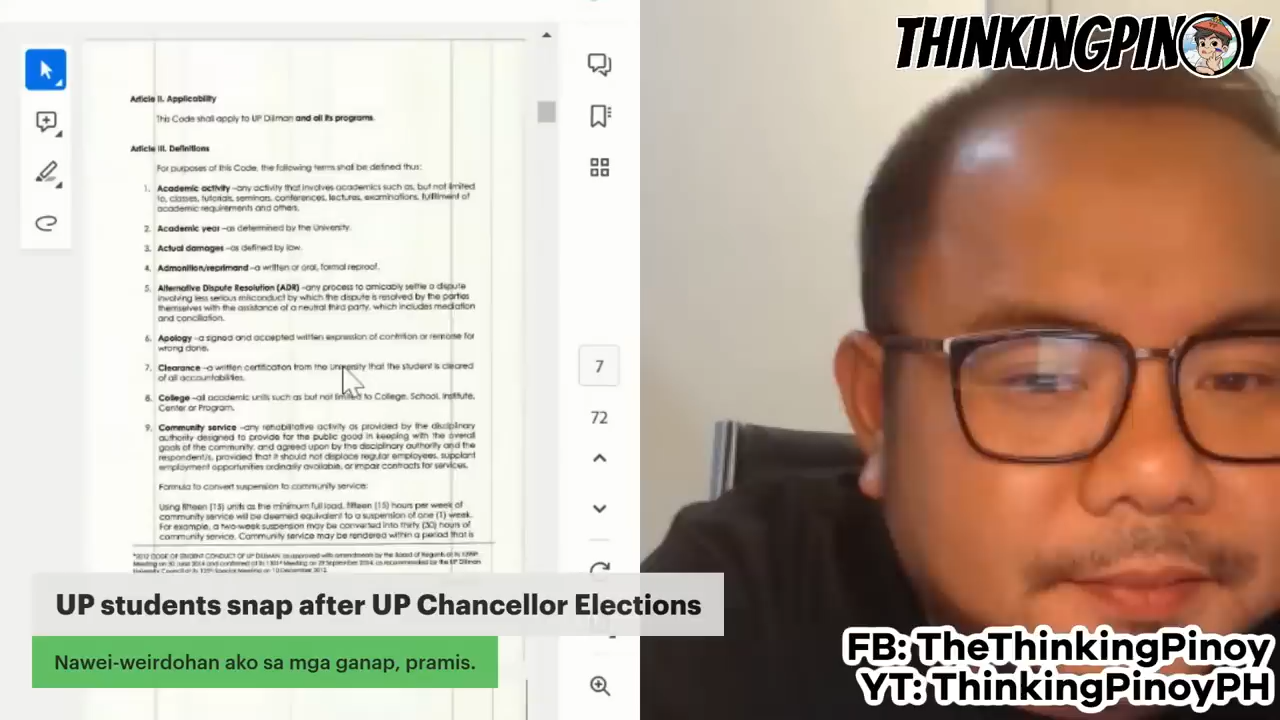 THINKINGPINOY
Article II. Applicability
This Code shall apply to UP Diliman and all its programs.
Article III. Definitions
For purposes of this Code, the following terms shall be defined thus:
1. Academic activity –any activity that involves academics such as, but not limited
to, classes, tutorials, seminars, conferences, lectures, examinations, fulfillment of
academic requirements and others.
2. Academic year –as determined by the University.
3. Actual damages –as defined by law.
4. Admonition/reprimand –a written or oral, formal reproof.
5. Alternative Dispute Resolution (ADR) –any process to amicably settle a dispute
involving less serious misconduct by which the dispute is resolved by the parties
themselves with the assistance of a neutral third party, which includes mediation
and conciliation.
6. Apology –a signed and accepted written expression of contrition or remorse for
wrong done.
7. Clearance –a written certification from the University that the student is cleared
of all accountabilities.
8. College –all academic units such as but not limited to College, School, Institute,
Center or Program.
9. Community service –any rehabilitative activity as provided by the disciplinary
authority designed to provide for the public good in keeping with the overall
goals of the community, and agreed upon by the disciplinary authority and the
respondent/s, provided that it should not displace regular employees, supplant
employment opportunities ordinarily available, or impair contracts for services.
Formula to convert suspension to community service:
Using fifteen (15) units as the minimum full load, fifteen (15) hours per week of
community service will be deemed equivalent to a suspension of one (1) week.
For example, a two-week suspension may be converted into thirty (30) hours of
community service. Community service may be rendered within a period that is
7
72
UP students snap after UP Chancellor Elections
Nawei-weirdohan ako sa mga ganap, pramis.
FB: TheThinkingPinoy
YT: ThinkingPinoyPH